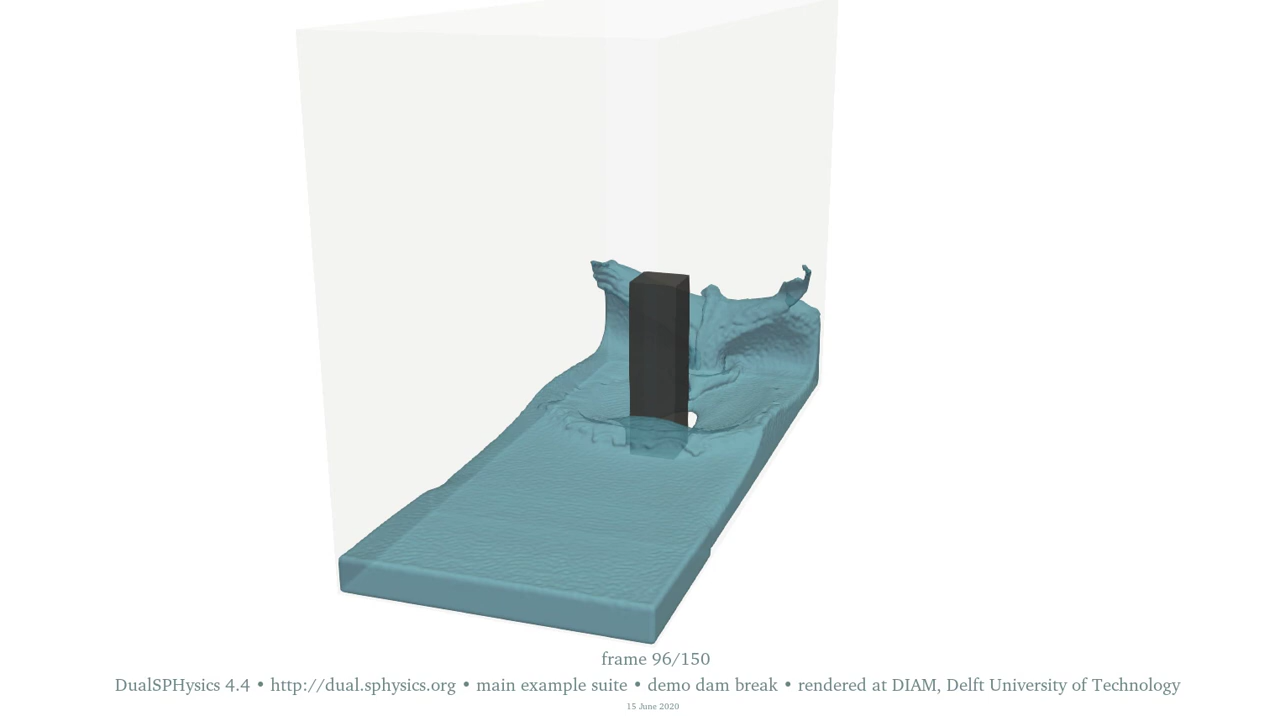 frame 96/150
DualSPHysics 4.4 • http://dual.sphysics.org • main example suite • demo dam break • rendered at DIAM, Delft University of Technology
15 June 2020